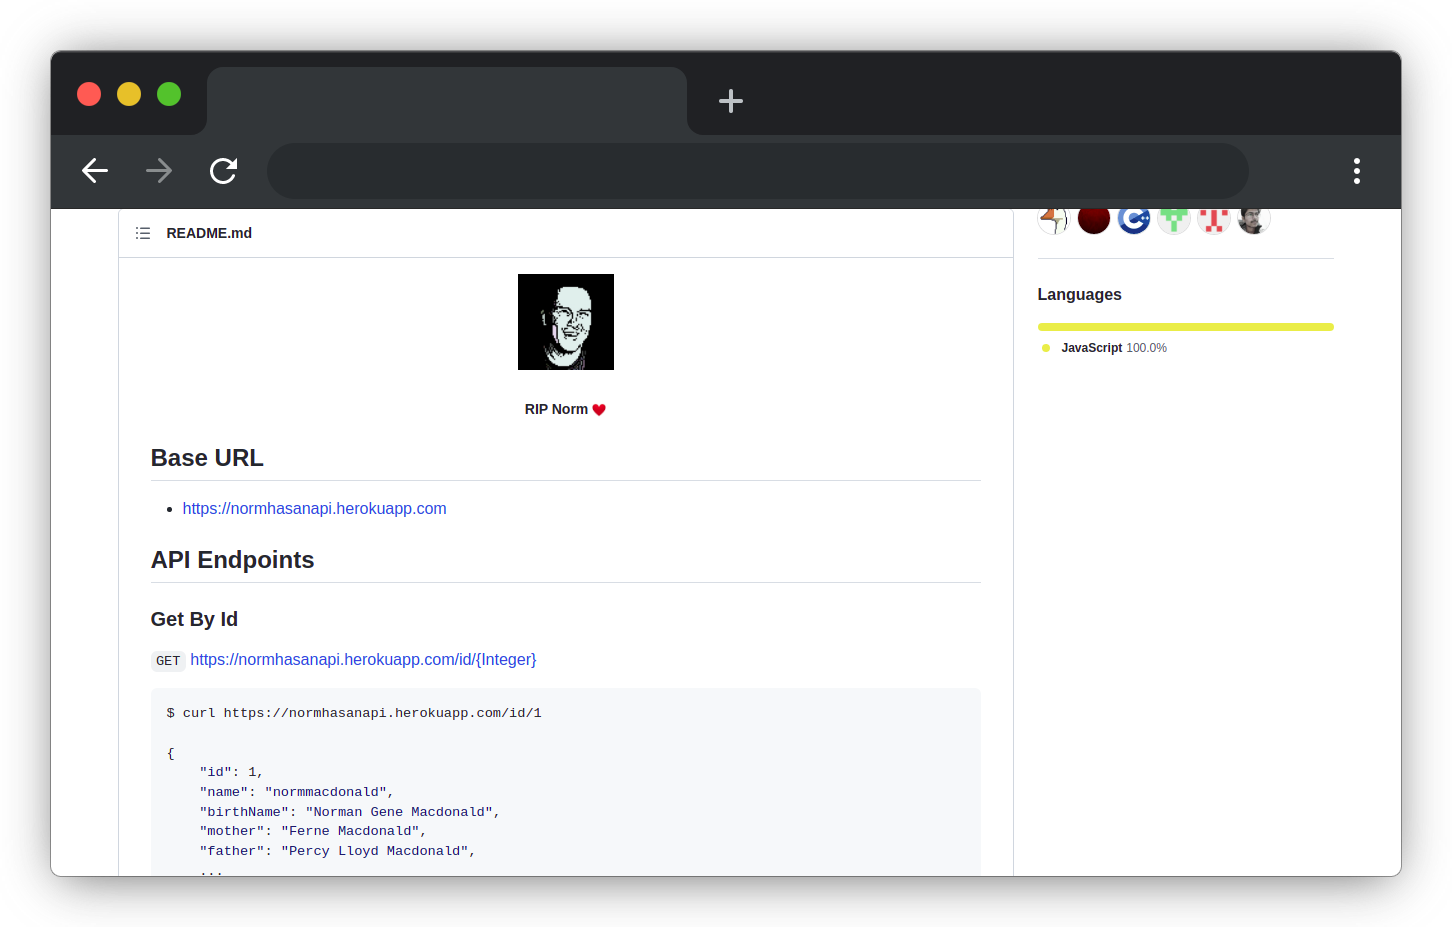 README.md
RIP Norm ❤️
Base URL
https://normhasanapi.herokuapp.com
API Endpoints
Get By Id
GET https://normhasanapi.herokuapp.com/id/{Integer}
$ curl https://normhasanapi.herokuapp.com/id/1
{
"id": 1,
"name": "normmacdonald",
"birthName": "Norman Gene Macdonald",
"mother": "Ferne Macdonald",
"father": "Percy Lloyd Macdonald",
...
Languages
JavaScript 100.0%